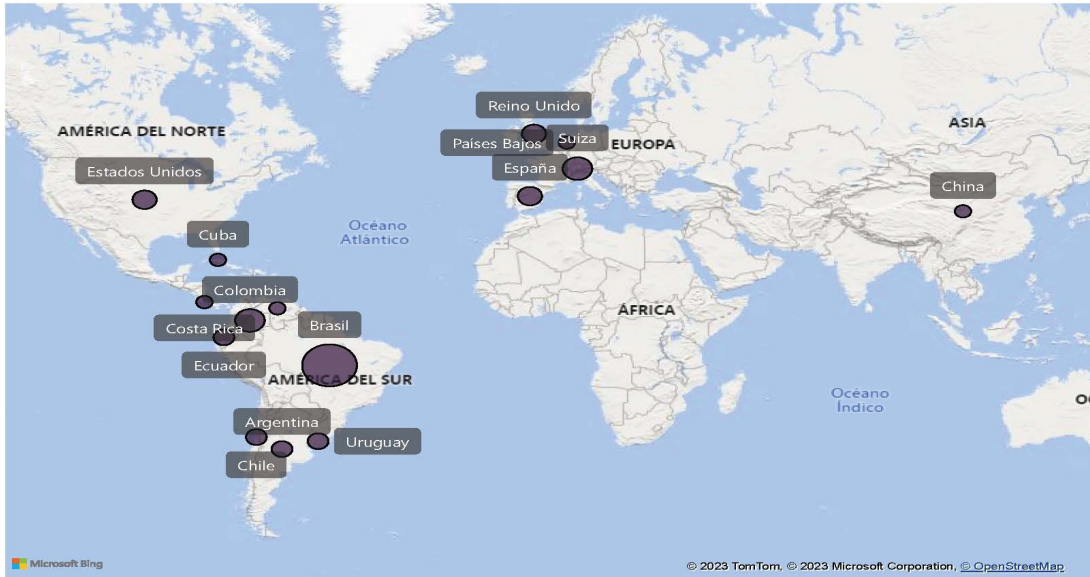 Reino Unido
AMÉRICA DEL NORTE
ASIA
Países Bajos
Suiza
EUROPA
Estados Unidos
España
China
Océano
Atlántico
Cuba
Colombia
ÁFRICA
Costa Rica
Brasil
Ecuador
AMÉRICA DEL SUR
Océano
Índico
Argentina
Uruguay
Chile
Microsoft Bing
© 2023 TomTom, © 2023 Microsoft Corporation, © OpenStreetMap